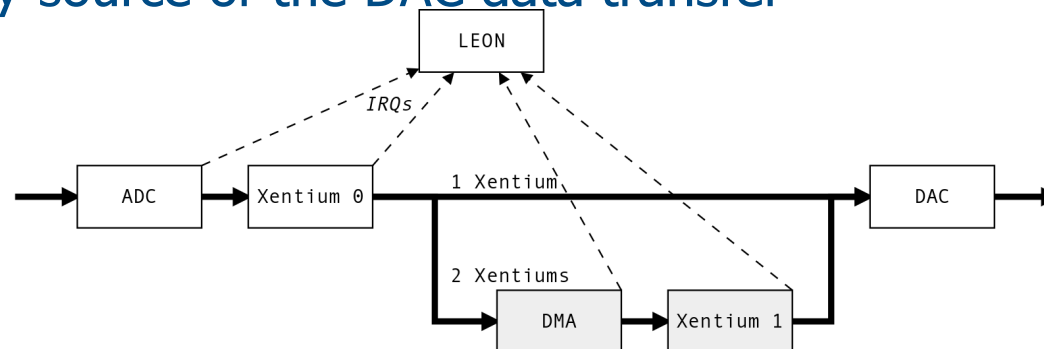 source of the DAC data transfer
LEON
IRQs
ADC
Xentium 0
1 Xentium
DAC
2 Xentiums
DMA
Xentium 1